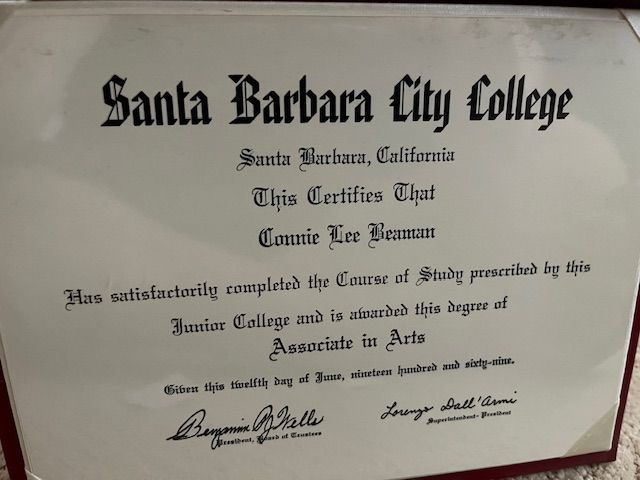 Santa Barbara City College
Santa Barbara, California
This Certifies That
Connie Lee Beaman
Has satisfactorily completed the Course of Study prescribed by this
Junior College and is awarded this degree of
Associate in Arts
Given this twelfth day of June, nineteen hundred and sixty-nine.
Benjamin P. J. Wells
President, Board of Trustees
Lorenzo Dall'Armi
Superintendent-President